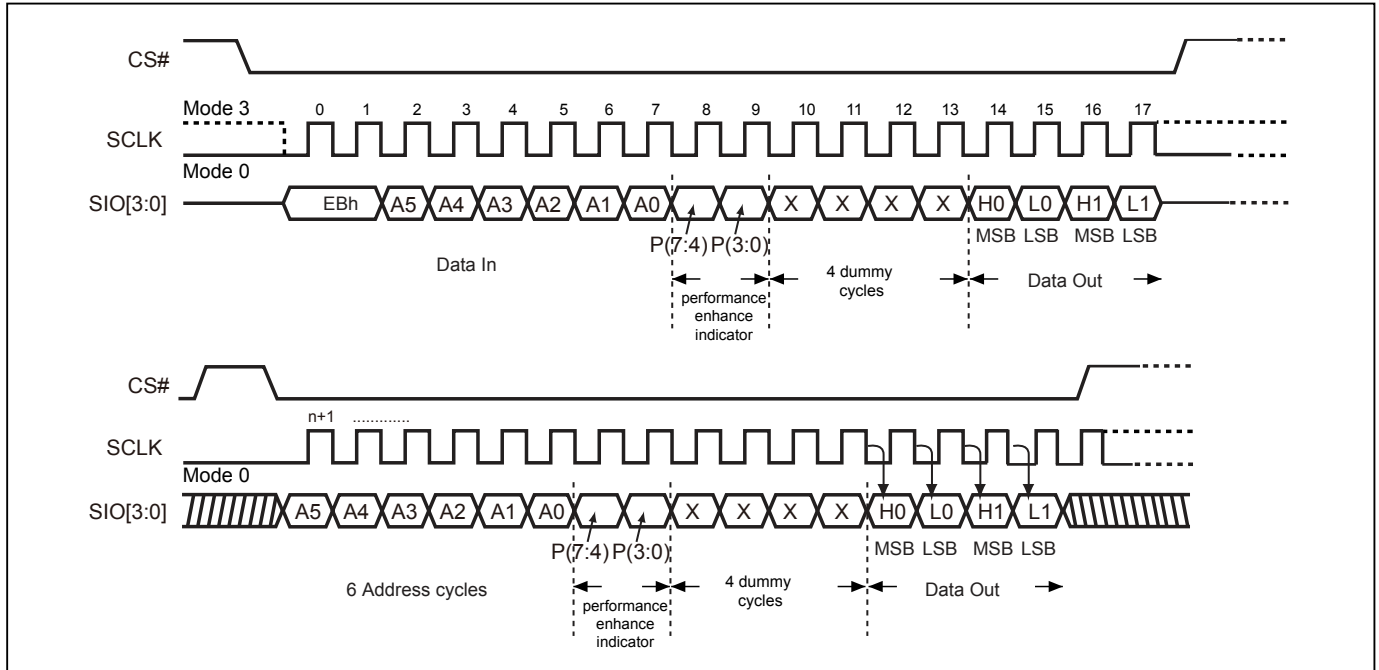 CS#
Mode 3
0 1 2 3 4 5 6 7 8 9 10 11 12 13 14 15 16 17
SCLK
Mode 0
SIO[3:0]
EBh A5 A4 A3 A2 A1 A0 X X X X H0 L0 H1 L1
MSB LSB MSB LSB
P(7:4) P(3:0)
Data In
4 dummy
cycles
Data Out
performance
enhance
indicator
CS#
n+1 .............
SCLK
Mode 0
SIO[3:0]
A5 A4 A3 A2 A1 A0 X X X X H0 L0 H1 L1
P(7:4) P(3:0)
MSB LSB MSB LSB
6 Address cycles
4 dummy
cycles
Data Out
performance
enhance
indicator